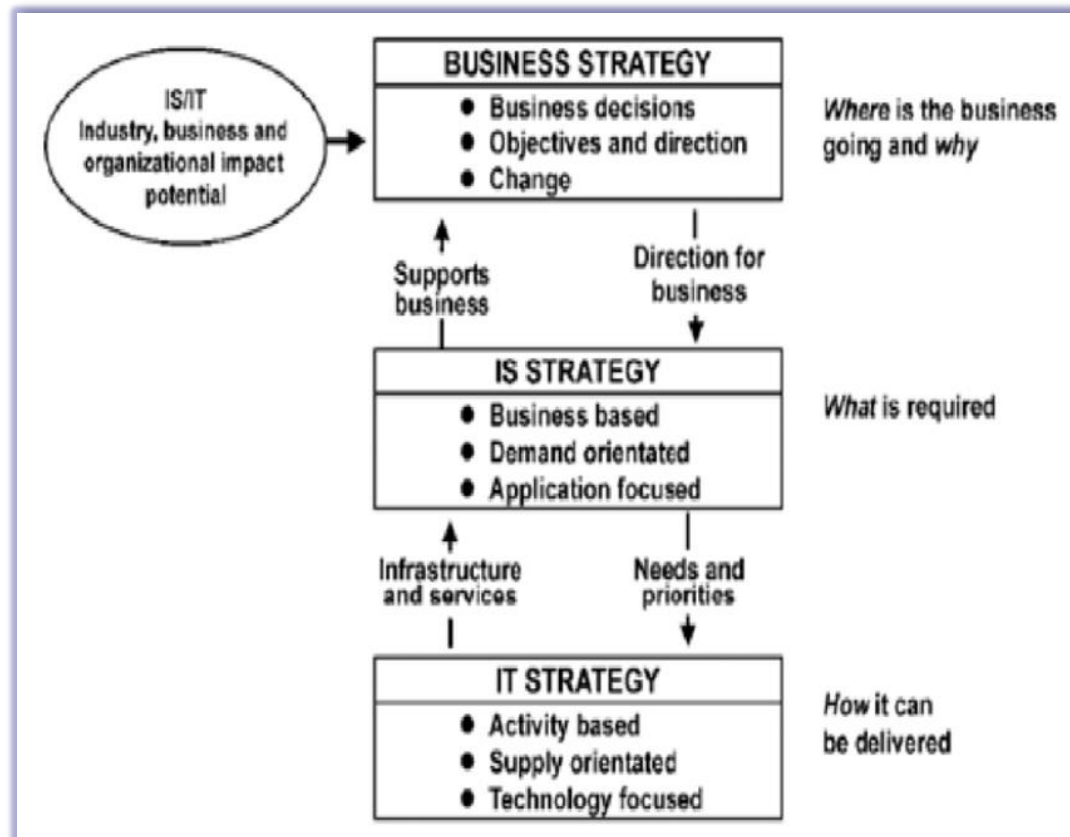 IS/IT
Industry, business and
organizational impact
potential
BUSINESS STRATEGY
● Business decisions
● Objectives and direction
● Change
Where is the business
going and why
Supports
business
Direction for
business
IS STRATEGY
● Business based
● Demand orientated
● Application focused
What is required
Infrastructure
and services
Needs and
priorities
IT STRATEGY
● Activity based
● Supply orientated
● Technology focused
How it can
be delivered